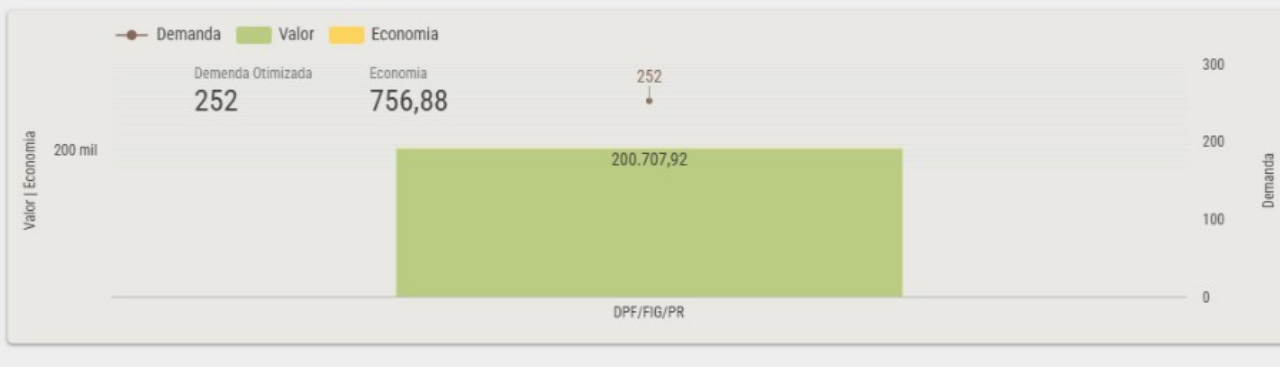 Demanda Valor Economia
Demenda Otimizada Economia
252 756,88
252
300
200
100
0
200 mil
200.707,92
Valor | Economia
Demanda
DPF/FIG/PR